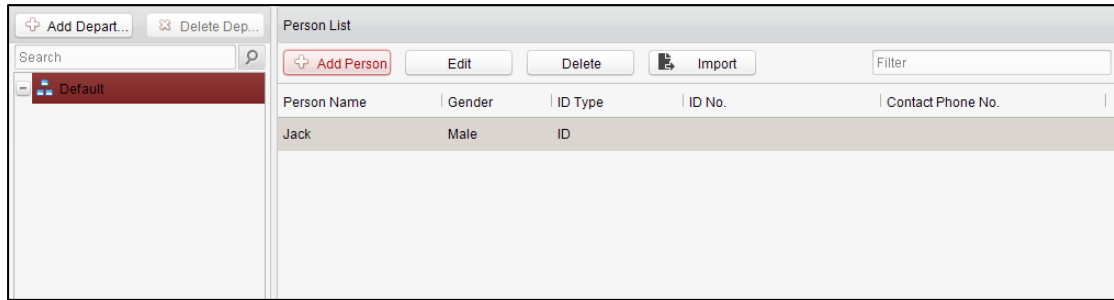 Add Depart...
Delete Dep...
Search
Default
Person List
Add Person
Edit
Delete
Import
Filter
Person Name
Gender
ID Type
ID No.
Contact Phone No.
Jack
Male
ID